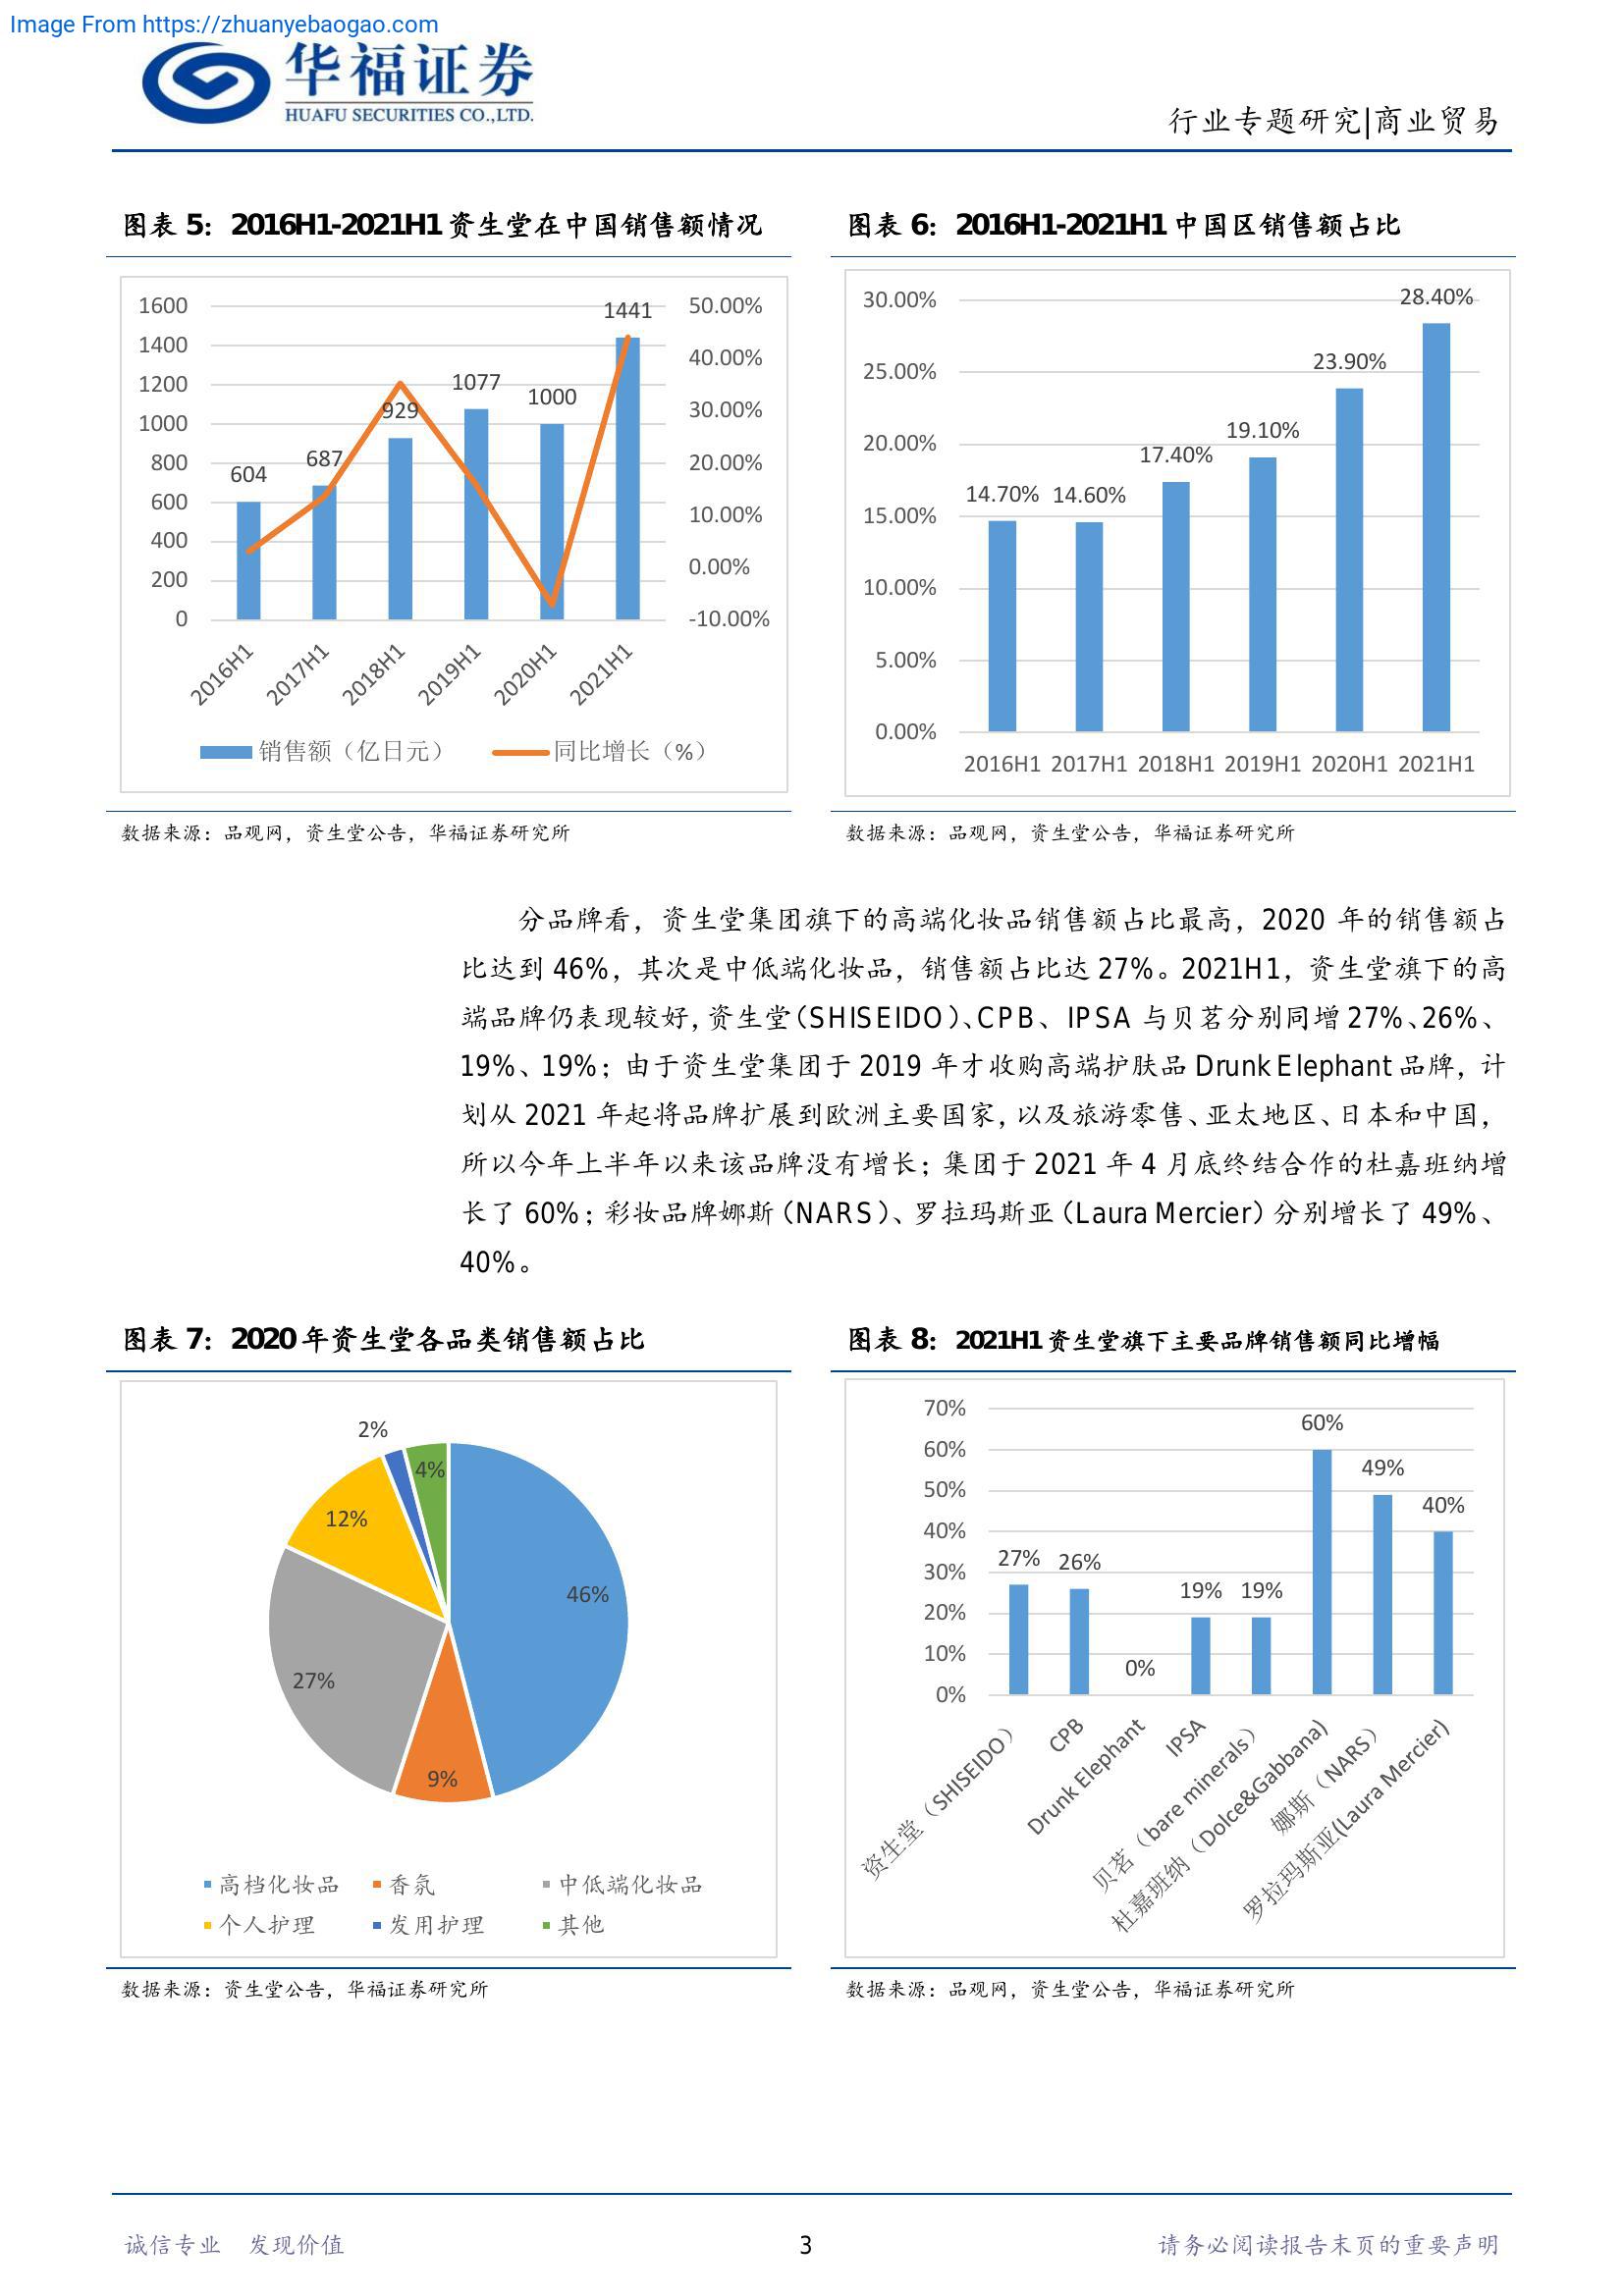 Image From https://zhuanyebaogao.com
华福证券
HUAFU SECURITIES CO.,LTD.
行业专题研究|商业贸易
图表 5：2016H1-2021H1 资生堂在中国销售额情况
1600
1400
1200
1000
800
600
400
200
0
50.00%
40.00%
30.00%
20.00%
10.00%
0.00%
-10.00%
604
687
929
1077
1000
1441
2016H1
2017H1
2018H1
2019H1
2020H1
2021H1
销售额（亿日元）
同比增长（%）
数据来源：品观网，资生堂公告，华福证券研究所
图表 6：2016H1-2021H1 中国区销售额占比
30.00%
25.00%
20.00%
15.00%
10.00%
5.00%
0.00%
14.70%
14.60%
17.40%
19.10%
23.90%
28.40%
2016H1 2017H1 2018H1 2019H1 2020H1 2021H1
数据来源：品观网，资生堂公告，华福证券研究所
分品牌看，资生堂集团旗下的高端化妆品销售额占比最高，2020 年的销售额占
比达到 46%，其次是中低端化妆品，销售额占比达 27%。2021H1，资生堂旗下的高
端品牌仍表现较好，资生堂（SHISEIDO）、CPB、IPSA 与贝茗分别同增 27%、26%、
19%、19%；由于资生堂集团于 2019 年才收购高端护肤品 Drunk Elephant 品牌，计
划从 2021 年起将品牌扩展到欧洲主要国家，以及旅游零售、亚太地区、日本和中国，
所以今年上半年以来该品牌没有增长；集团于 2021 年 4 月底终结合作的杜嘉班纳增
长了 60%；彩妆品牌娜斯（NARS）、罗拉玛斯亚（Laura Mercier）分别增长了 49%、
40%。
图表 7：2020 年资生堂各品类销售额占比
2%
4%
12%
46%
27%
9%
高档化妆品
香氛
中低端化妆品
个人护理
发用护理
其他
数据来源：资生堂公告，华福证券研究所
图表 8：2021H1 资生堂旗下主要品牌销售额同比增幅
70%
60%
50%
40%
30%
20%
10%
0%
27%
26%
0%
19%
19%
60%
49%
40%
资生堂（SHISEIDO）
CPB
Drunk Elephant
IPSA
贝茗（bare minerals）
杜嘉班纳（Dolce&Gabbana)
娜斯（NARS）
罗拉玛斯亚(Laura Mercier)
数据来源：品观网，资生堂公告，华福证券研究所
诚信专业 发现价值
3
请务必阅读报告末页的重要声明